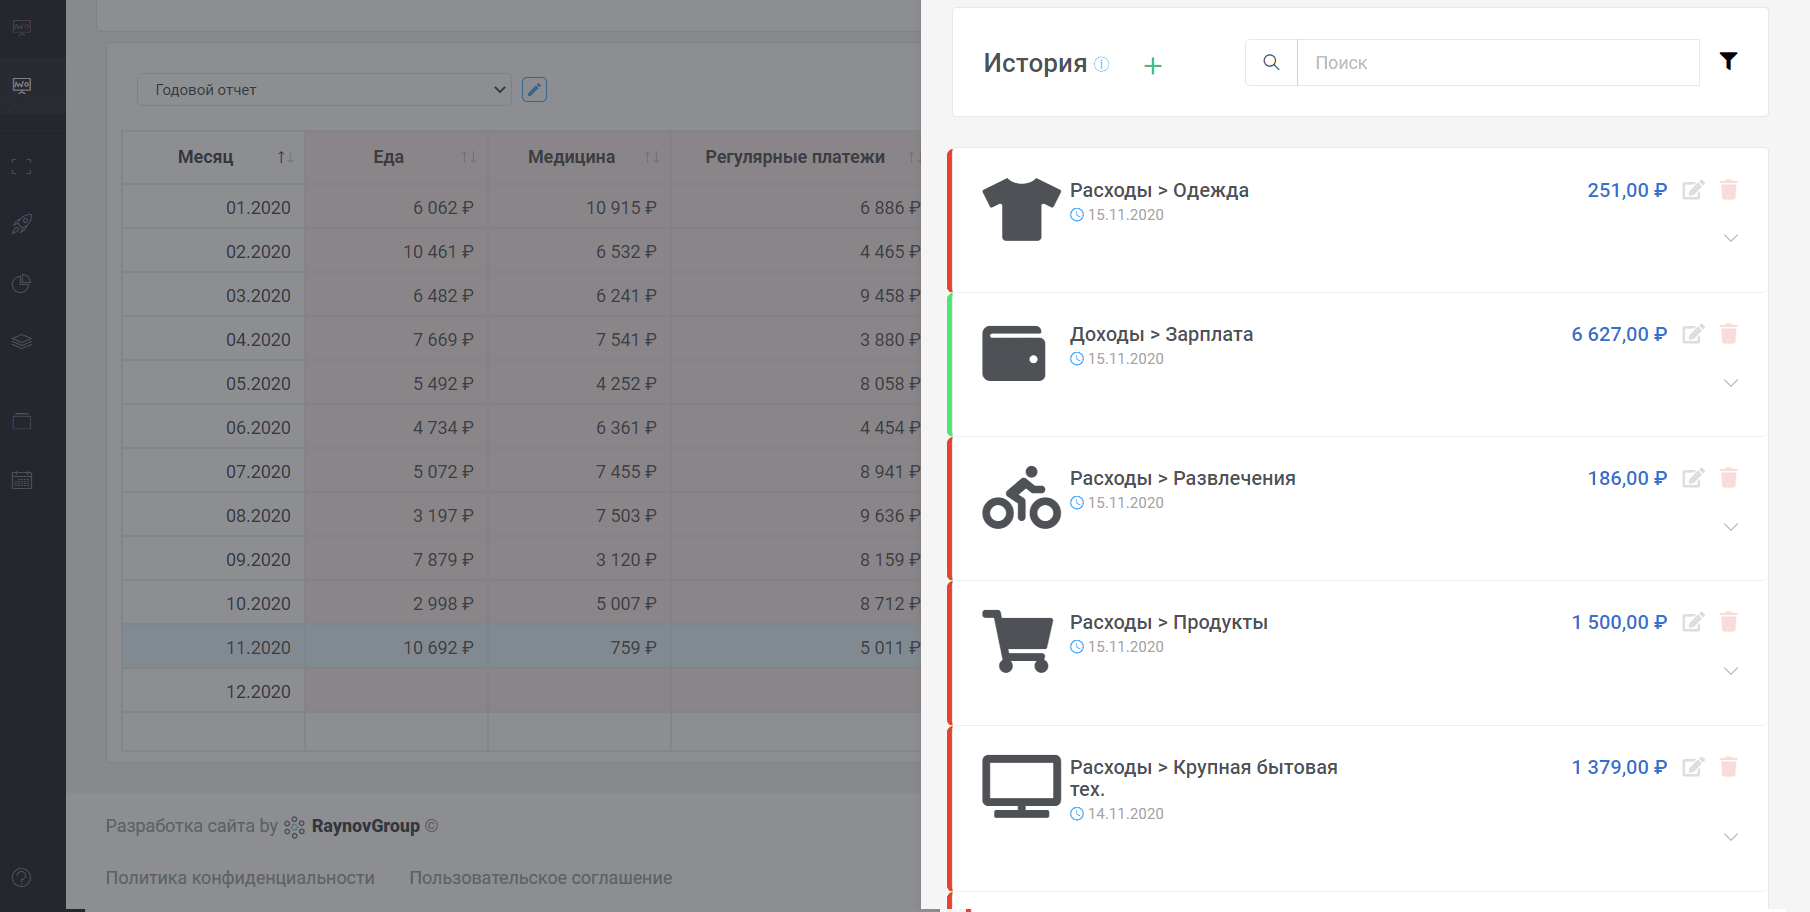 Годовой отчет
Месяц Еда Медицина Регулярные платежи
01.2020 6 062 ₽ 10 915 ₽ 6 886 ₽
02.2020 10 461 ₽ 6 532 ₽ 4 465 ₽
03.2020 6 482 ₽ 6 241 ₽ 9 458 ₽
04.2020 7 669 ₽ 7 541 ₽ 3 880 ₽
05.2020 5 492 ₽ 4 252 ₽ 8 058 ₽
06.2020 4 734 ₽ 6 361 ₽ 4 454 ₽
07.2020 5 072 ₽ 7 455 ₽ 8 941 ₽
08.2020 3 197 ₽ 7 503 ₽ 9 636 ₽
09.2020 7 879 ₽ 3 120 ₽ 8 159 ₽
10.2020 2 998 ₽ 5 007 ₽ 8 712 ₽
11.2020 10 692 ₽ 759 ₽ 5 011 ₽
12.2020
Разработка сайта by RaynovGroup ©
Политика конфиденциальности Пользовательское соглашение
История
Поиск
Расходы > Одежда 251,00 ₽
15.11.2020
Доходы > Зарплата 6 627,00 ₽
15.11.2020
Расходы > Развлечения 186,00 ₽
15.11.2020
Расходы > Продукты 1 500,00 ₽
15.11.2020
Расходы > Крупная бытовая 1 379,00 ₽
тех.
14.11.2020